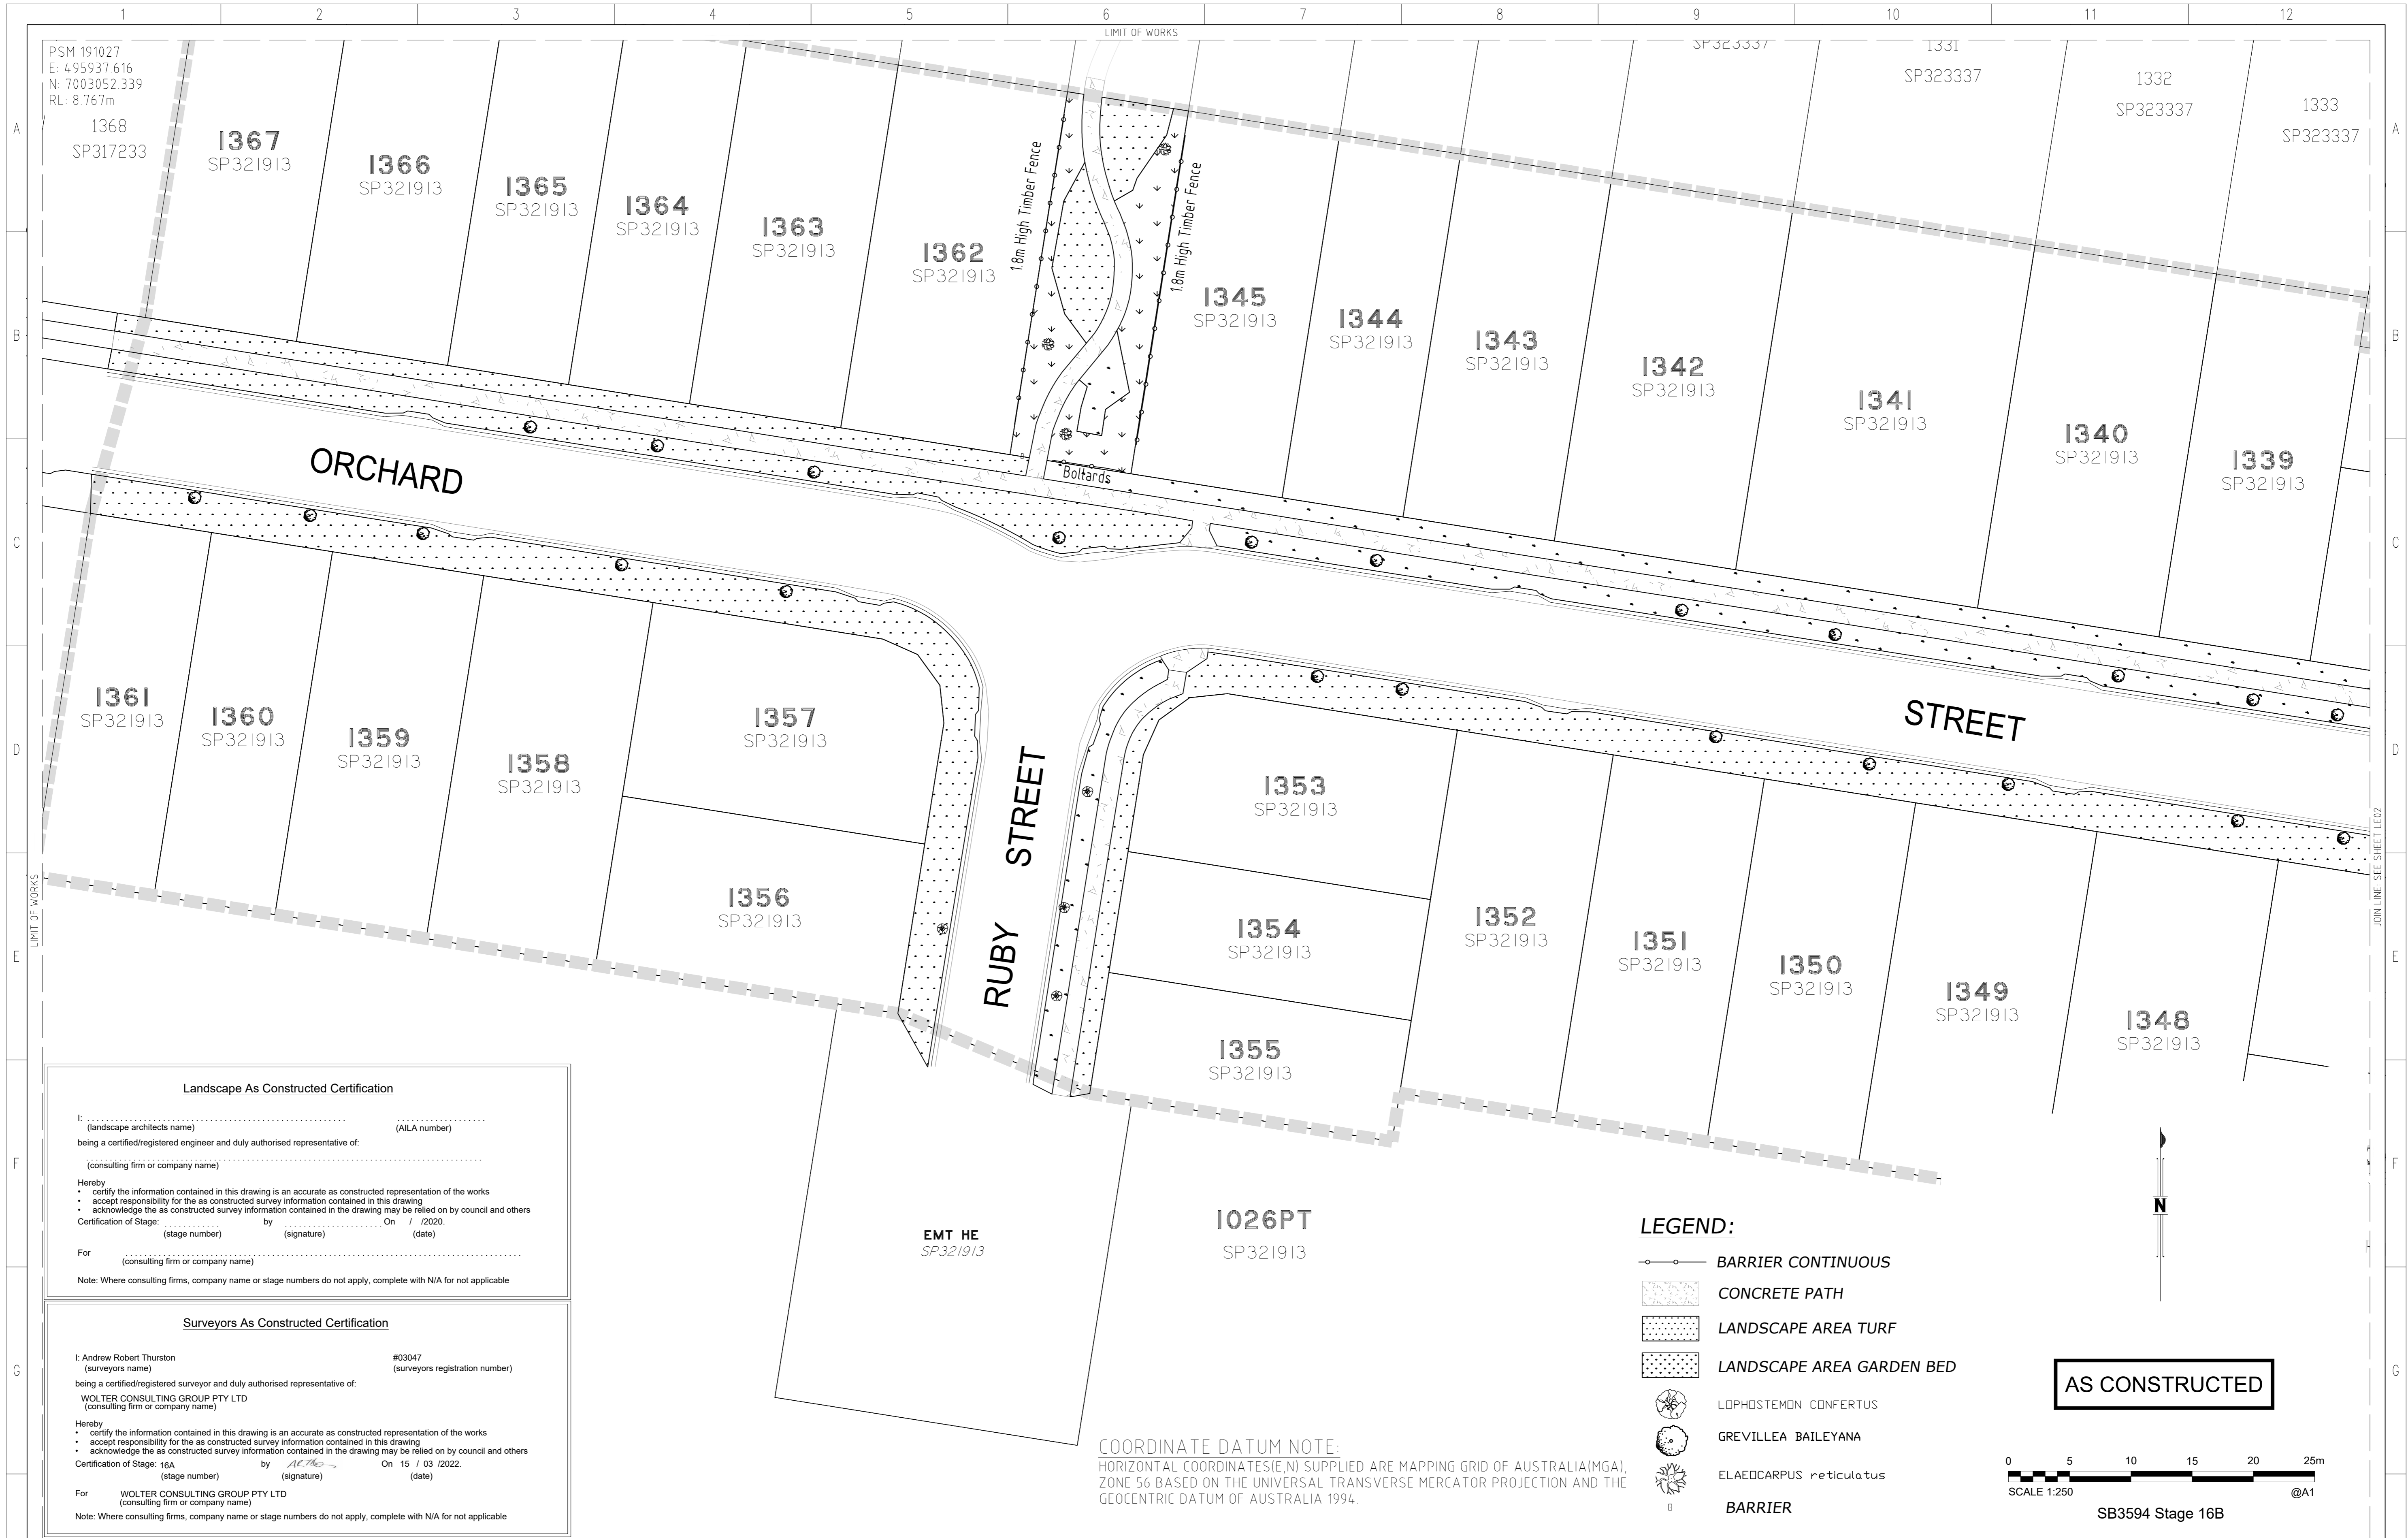 1 2 3 4 5 6 7 8 9 10 11 12
LIMIT OF WORKS
PSM 191027
E: 495937.616
N: 7003052.339
RL: 8.767m
1368
SP317233
1367
SP321913
1366
SP321913
1365
SP321913
1364
SP321913
1363
SP321913
1362
SP321913
1.8m High Timber Fence
1.8m High Timber Fence
1345
SP321913
1344
SP321913
1343
SP321913
1342
SP321913
1341
SP321913
1340
SP321913
1339
SP321913
SP323337
1331
SP323337
1332
SP323337
1333
SP323337
A
B
C
D
E
F
G
A
B
C
D
E
F
G
ORCHARD
STREET
Bollards
RUBY STREET
1361
SP321913
1360
SP321913
1359
SP321913
1358
SP321913
1357
SP321913
1356
SP321913
1353
SP321913
1354
SP321913
1355
SP321913
1352
SP321913
1351
SP321913
1350
SP321913
1349
SP321913
1348
SP321913
LIMIT OF WORKS
JOIN LINE SEE SHEET LE02
EMT HE
SP321913
1026PT
SP321913
Landscape As Constructed Certification
I:
(landscape architects name) (AILA number)
being a certified/registered engineer and duly authorised representative of:
(consulting firm or company name)
Hereby
• certify the information contained in this drawing is an accurate as constructed representation of the works
• accept responsibility for the as constructed survey information contained in this drawing
• acknowledge the as constructed survey information contained in the drawing may be relied on by council and others
Certification of Stage: ............ by ...................... On / /2020.
(stage number) (signature) (date)
For
(consulting firm or company name)
Note: Where consulting firms, company name or stage numbers do not apply, complete with N/A for not applicable
Surveyors As Constructed Certification
I: Andrew Robert Thurston #03047
(surveyors name) (surveyors registration number)
being a certified/registered surveyor and duly authorised representative of:
WOLTER CONSULTING GROUP PTY LTD
(consulting firm or company name)
Hereby
• certify the information contained in this drawing is an accurate as constructed representation of the works
• accept responsibility for the as constructed survey information contained in this drawing
• acknowledge the as constructed survey information contained in the drawing may be relied on by council and others
Certification of Stage: 16A by On 15 / 03 /2022.
(stage number) (signature) (date)
For WOLTER CONSULTING GROUP PTY LTD
(consulting firm or company name)
Note: Where consulting firms, company name or stage numbers do not apply, complete with N/A for not applicable
COORDINATE DATUM NOTE:
HORIZONTAL COORDINATES(E,N) SUPPLIED ARE MAPPING GRID OF AUSTRALIA(MGA),
ZONE 56 BASED ON THE UNIVERSAL TRANSVERSE MERCATOR PROJECTION AND THE
GEOCENTRIC DATUM OF AUSTRALIA 1994.
LEGEND:
BARRIER CONTINUOUS
CONCRETE PATH
LANDSCAPE AREA TURF
LANDSCAPE AREA GARDEN BED
LOPHOSTEMON CONFERTUS
GREVILLEA BAILEYANA
ELAEOCARPUS reticulatus
BARRIER
N
AS CONSTRUCTED
0 5 10 15 20 25m
SCALE 1:250 @A1
SB3594 Stage 16B